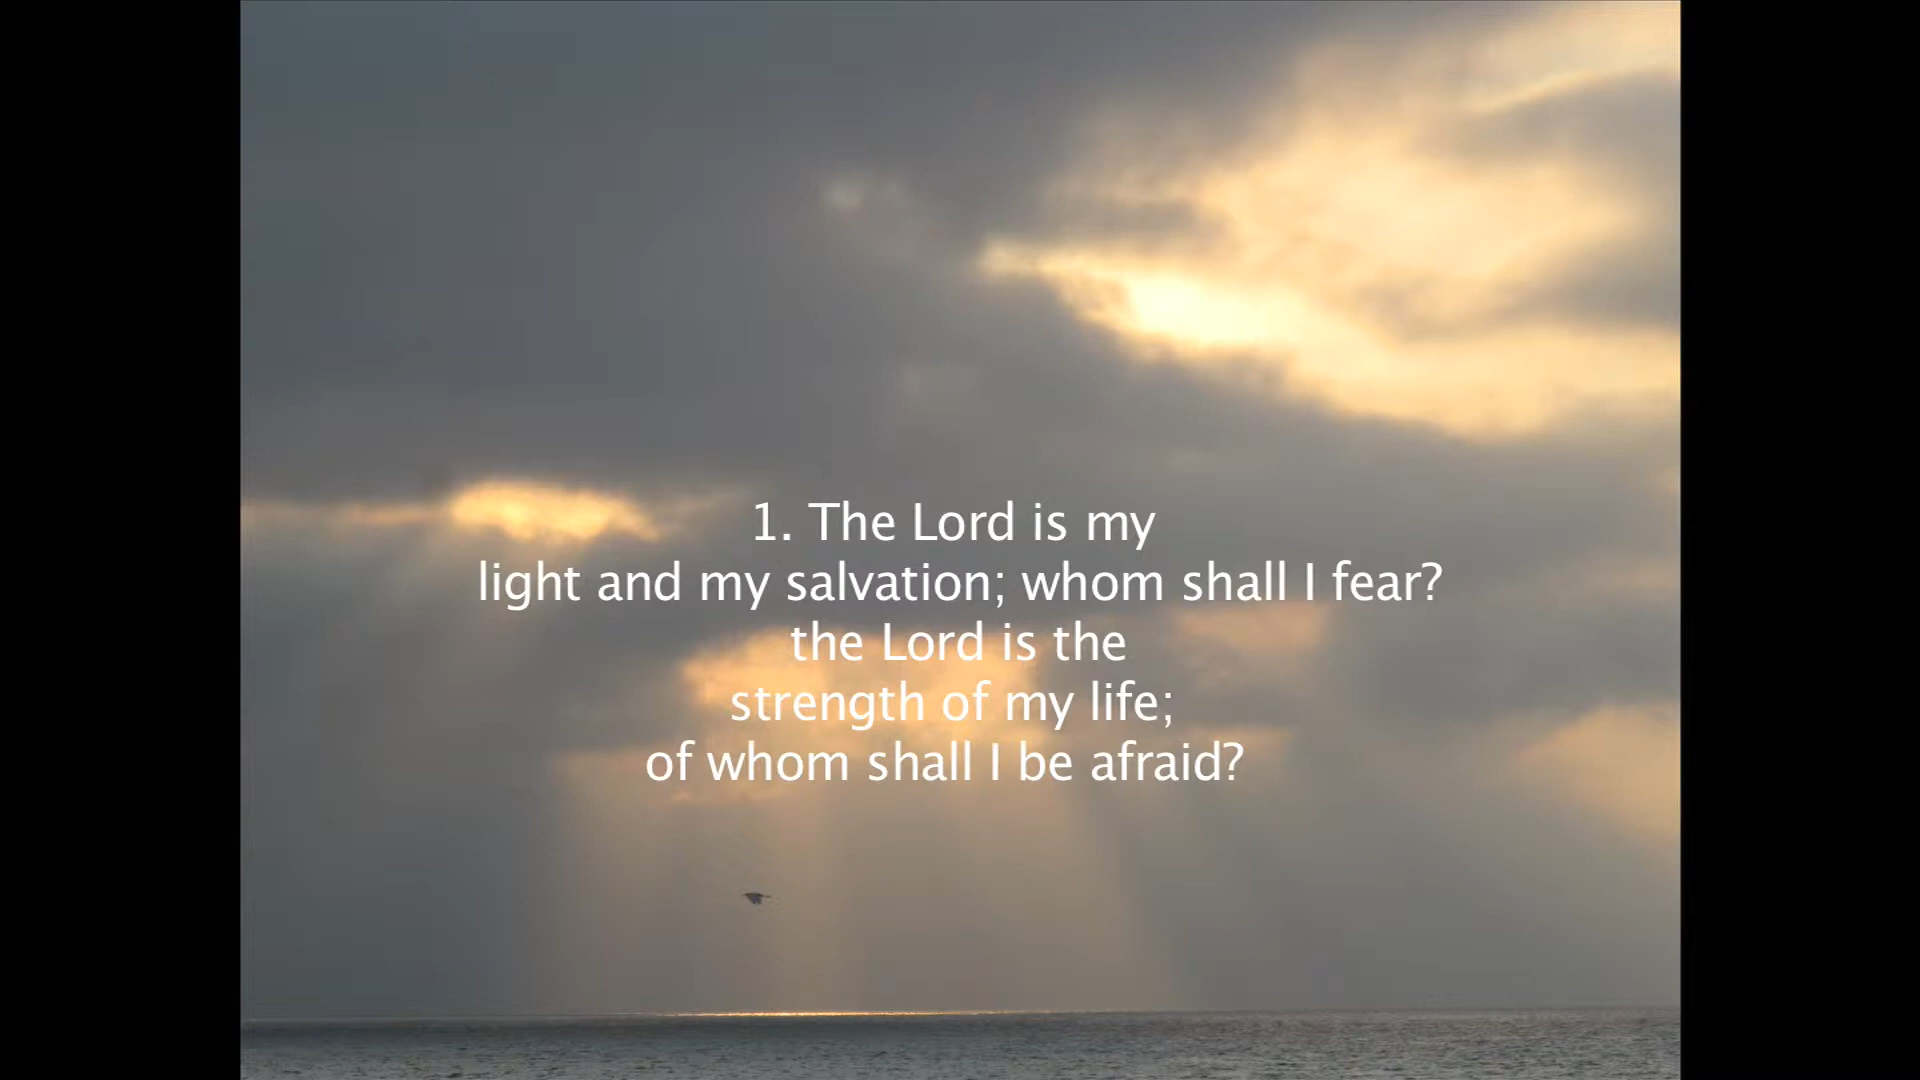 1. The Lord is my
light and my salvation; whom shall I fear?
the Lord is the
strength of my life;
of whom shall I be afraid?